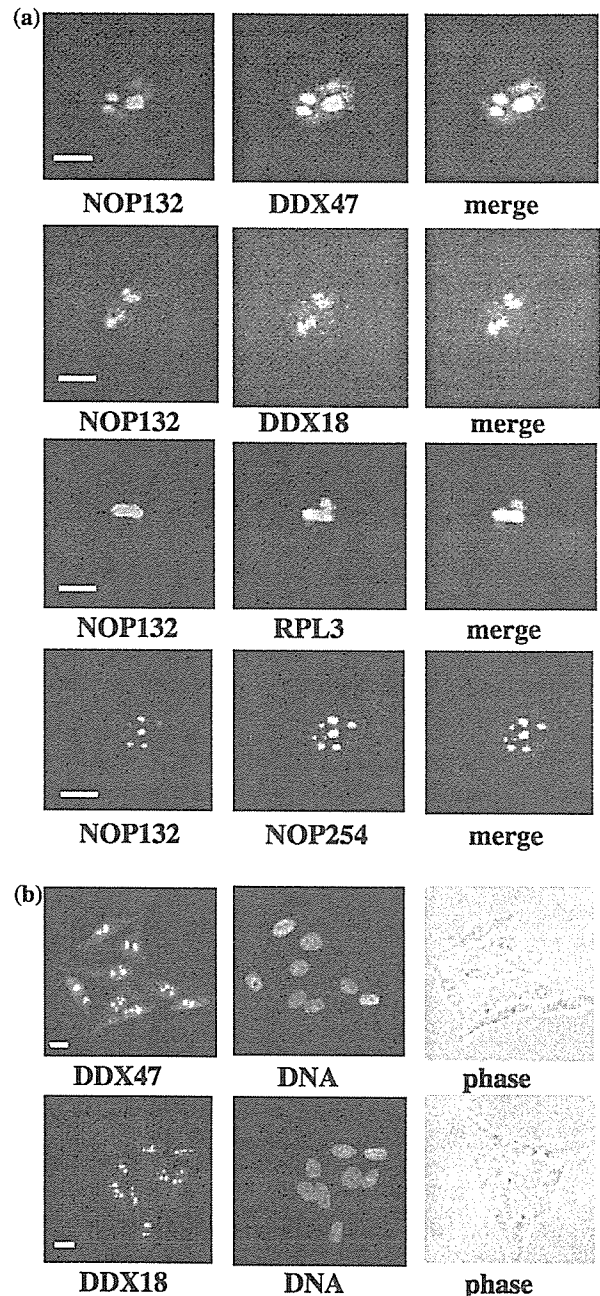 (a)
NOP132 DDX47 merge
NOP132 DDX18 merge
NOP132 RPL3 merge
NOP132 NOP254 merge
(b)
DDX47 DNA phase
DDX18 DNA phase